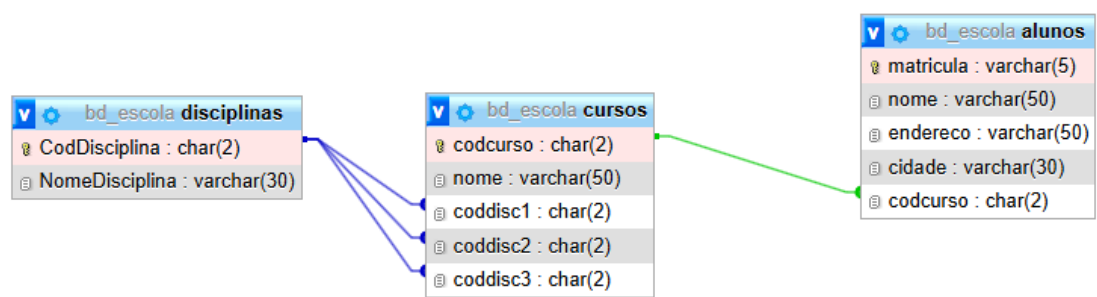 bd_escola disciplinas
CodDisciplina : char(2)
NomeDisciplina : varchar(30)
v bd_escola cursos
codcurso : char(2)
nome : varchar(50)
coddisc1 : char(2)
coddisc2 : char(2)
coddisc3 : char(2)
v bd_escola alunos
matricula : varchar(5)
nome : varchar(50)
endereco : varchar(50)
cidade : varchar(30)
codcurso : char(2)